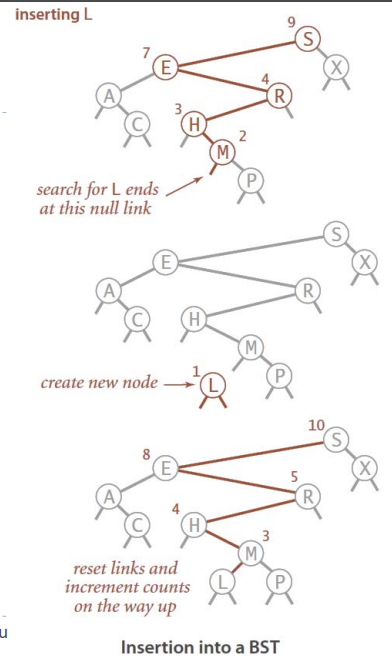 inserting L
9
S
7
E
X
4
A
R
3
C
H
2
M
P
search for L ends
at this null link
S
E
X
A
R
C
H
M
P
1
create new node
L
10
S
8
E
X
5
A
R
4
C
H
3
M
reset links and
L
P
increment counts
on the way up
u
Insertion into a BST